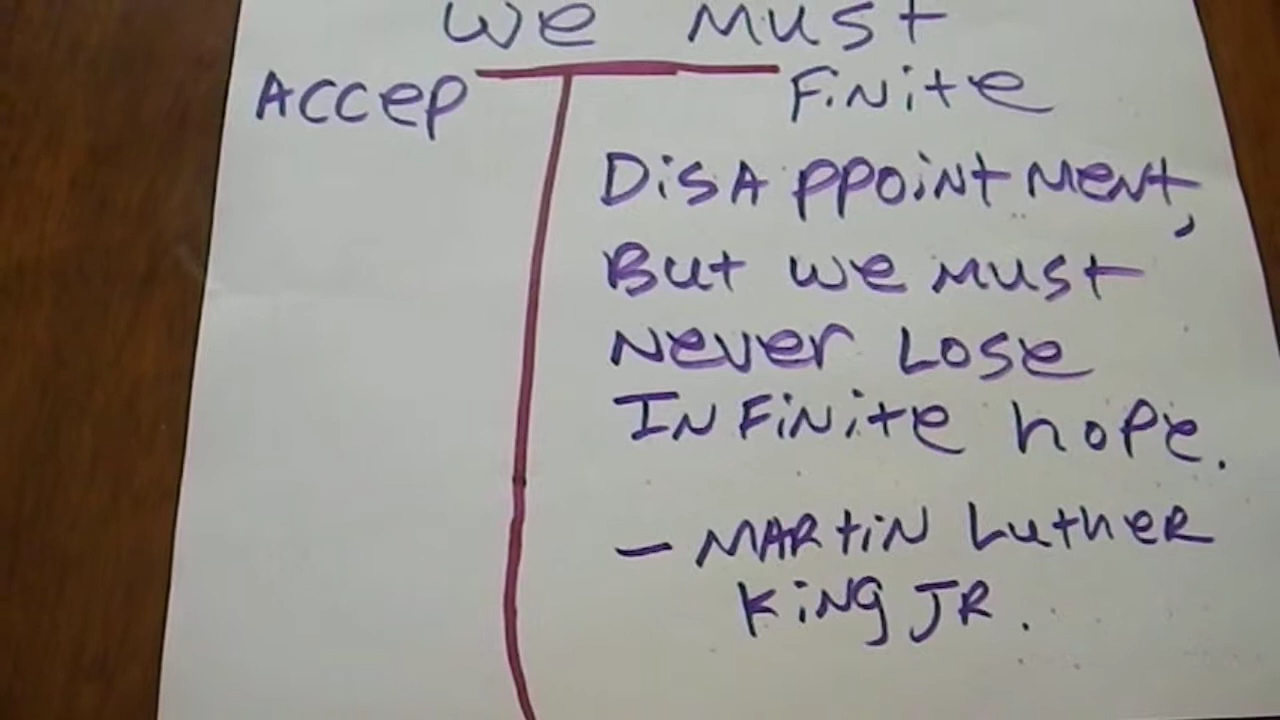 We Must
Accep T Finite
Disappointment,
But we must
Never Lose
Infinite hope.
– Martin Luther
King JR.